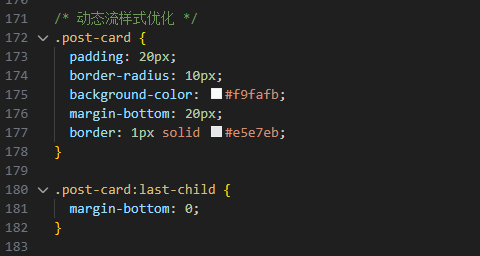 171 /* 动态流样式优化 */
172 .post-card {
173 padding: 20px;
174 border-radius: 10px;
175 background-color: #f9fafb;
176 margin-bottom: 20px;
177 border: 1px solid #e5e7eb;
178 }
179
180 .post-card:last-child {
181 margin-bottom: 0;
182 }
183